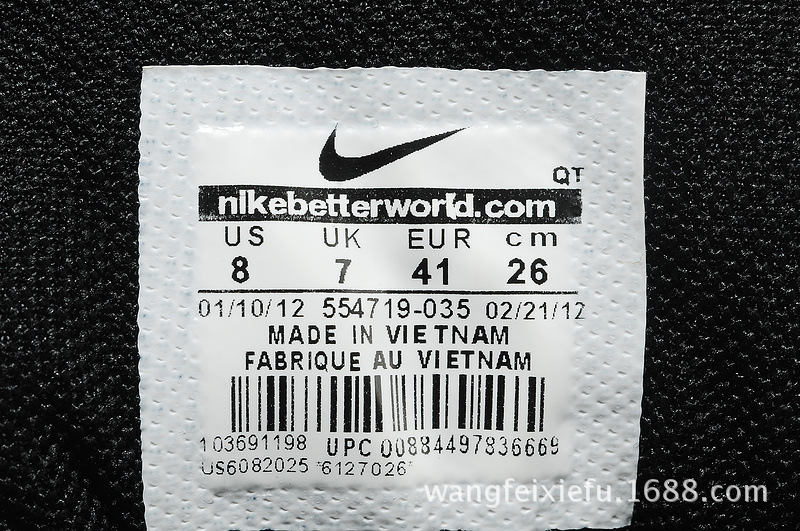 QT
nikebetterworld.com
US UK EUR cm
8 7 41 26
01/10/12 554719-035 02/21/12
MADE IN VIETNAM
FABRIQUE AU VIETNAM
103691198 UPC 00884497836669
US6082025 *6127026*
wangfeixiefu.1688.com